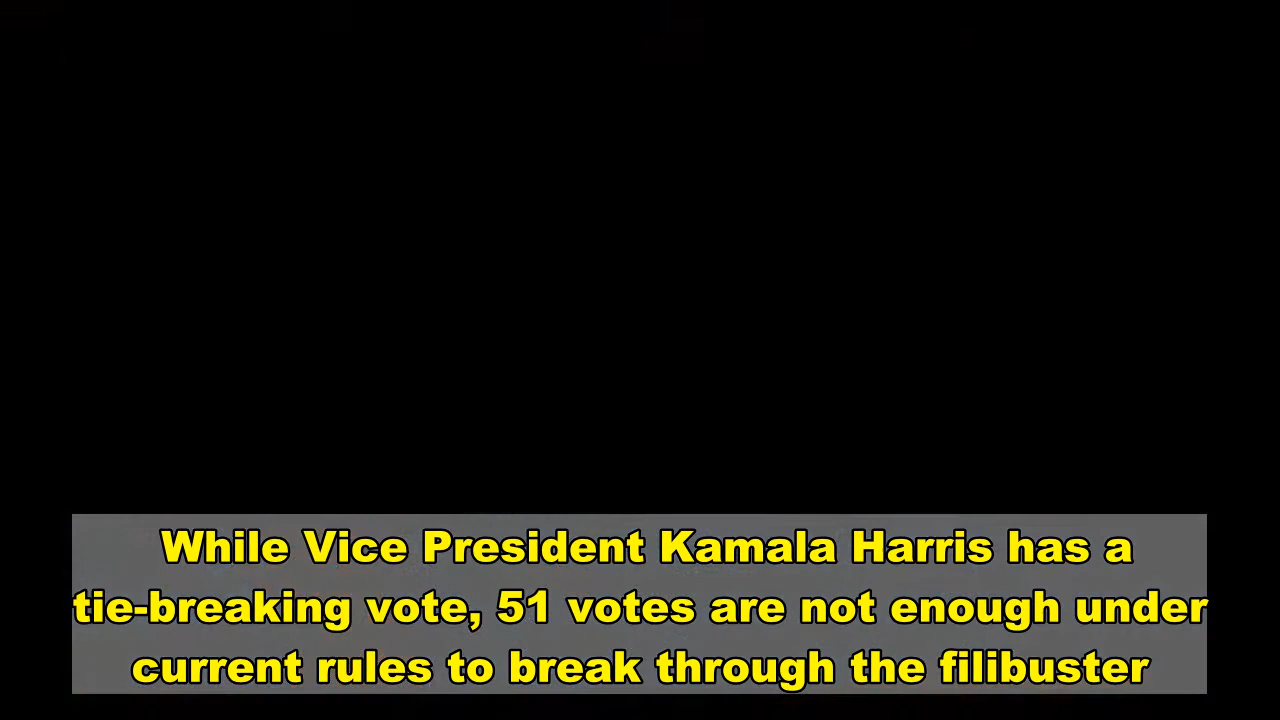 While Vice President Kamala Harris has a
tie-breaking vote, 51 votes are not enough under
current rules to break through the filibuster